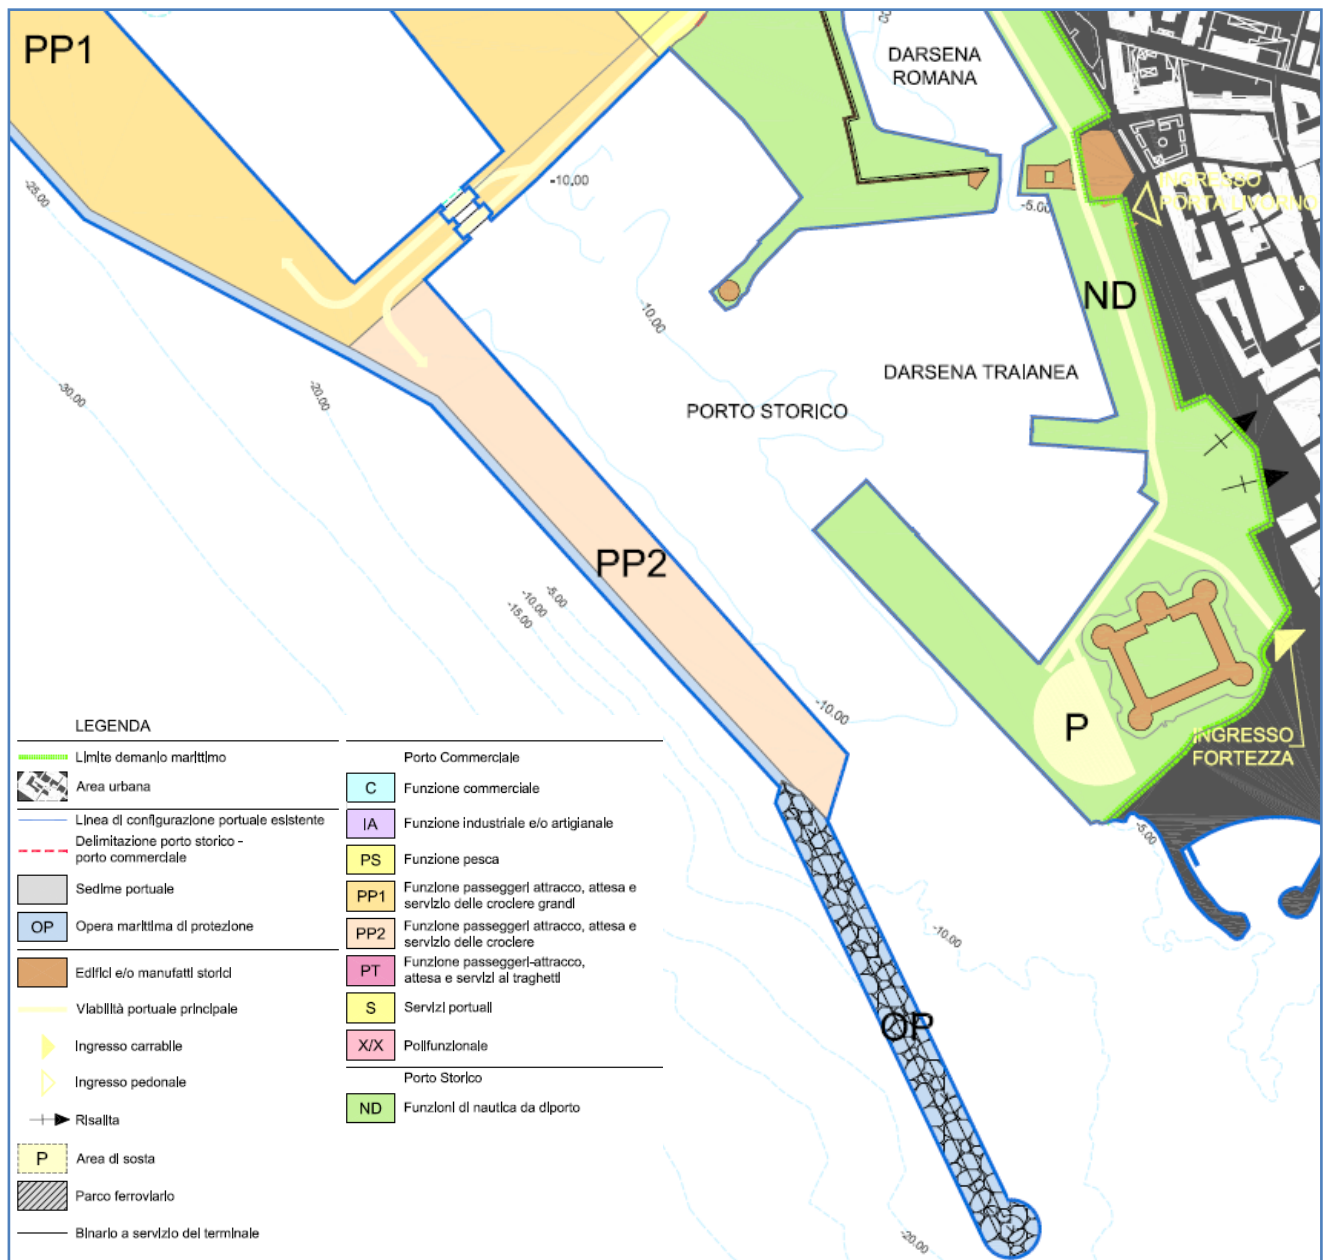 PP1
DARSENA
ROMANA
-10.00
-25.00
-5.00
INGRESSO
PORTA LIVORNO
ND
-10.00
DARSENA TRAIANEA
-20.00
-30.00
PORTO STORICO
PP2
-5.00
-10.00
-15.00
-10.00
P
INGRESSO
FORTEZZA
-5.00
-10.00
OP
-20.00
LEGENDA
Limite demanio marittimo
Area urbana
Linea di configurazione portuale esistente
Delimitazione porto storico -
porto commerciale
Sedime portuale
OP Opera marittima di protezione
Edifici e/o manufatti storici
Viabilità portuale principale
Ingresso carrabile
Ingresso pedonale
Risalita
P Area di sosta
Parco ferroviario
Binario a servizio del terminale
Porto Commerciale
C Funzione commerciale
IA Funzione industriale e/o artigianale
PS Funzione pesca
PP1 Funzione passeggeri attracco, attesa e
servizio delle crociere grandi
PP2 Funzione passeggeri attracco, attesa e
servizio delle crociere
PT Funzione passeggeri-attracco,
attesa e servizi ai traghetti
S Servizi portuali
X/X Polifunzionale
Porto Storico
ND Funzioni di nautica da diporto